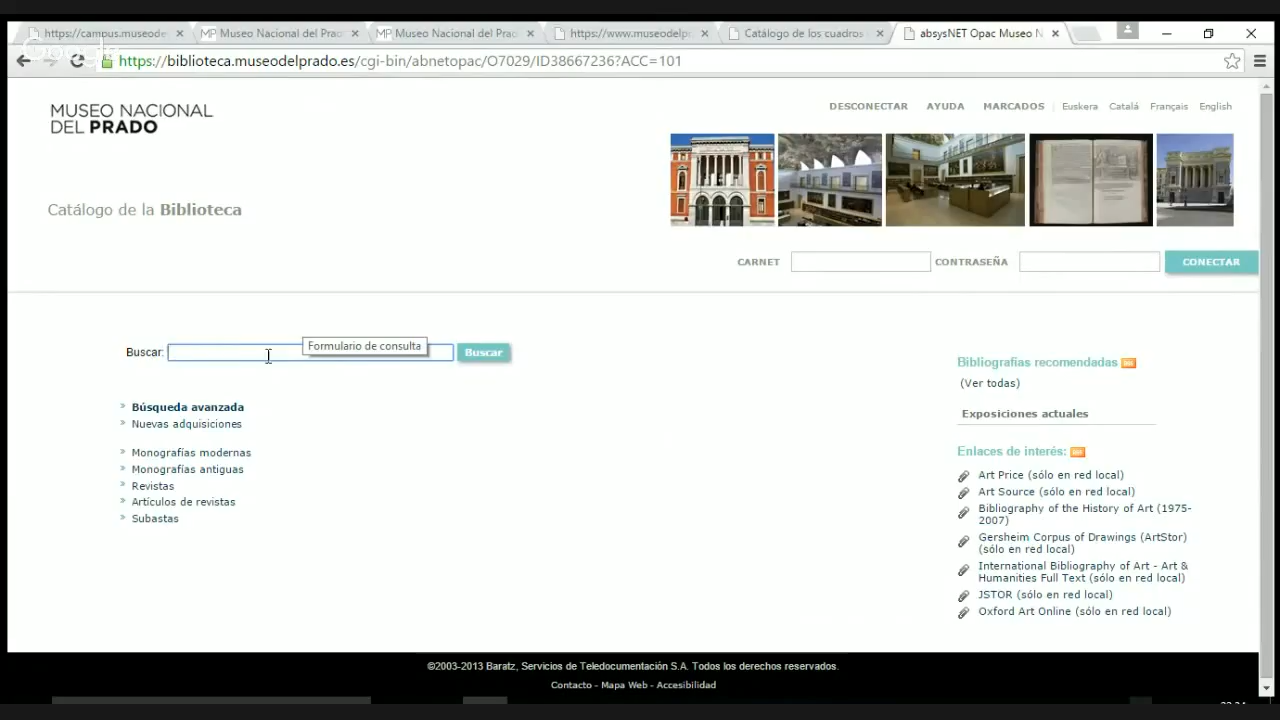 https://campus.museode
MP Museo Nacional del Prad
MP Museo Nacional del Prad
https://www.museodelpr
Catálogo de los cuadros
absysNET Opac Museo N
Google
https://biblioteca.museodelprado.es/cgi-bin/abnetopac/O7029/ID38667236?ACC=101
MUSEO NACIONAL
DEL PRADO
DESCONECTAR AYUDA MARCADOS Euskera Català Français English
Catálogo de la Biblioteca
CARNET CONTRASEÑA CONECTAR
Buscar: Formulario de consulta Buscar
Búsqueda avanzada
Nuevas adquisiciones
Monografías modernas
Monografías antiguas
Revistas
Artículos de revistas
Subastas
Bibliografías recomendadas
(Ver todas)
Exposiciones actuales
Enlaces de interés:
Art Price (sólo en red local)
Art Source (sólo en red local)
Bibliography of the History of Art (1975-
2007)
Gersheim Corpus of Drawings (ArtStor)
(sólo en red local)
International Bibliography of Art - Art &
Humanities Full Text (sólo en red local)
JSTOR (sólo en red local)
Oxford Art Online (sólo en red local)
©2003-2013 Baratz, Servicios de Teledocumentación S.A. Todos los derechos reservados.
Contacto - Mapa Web - Accesibilidad